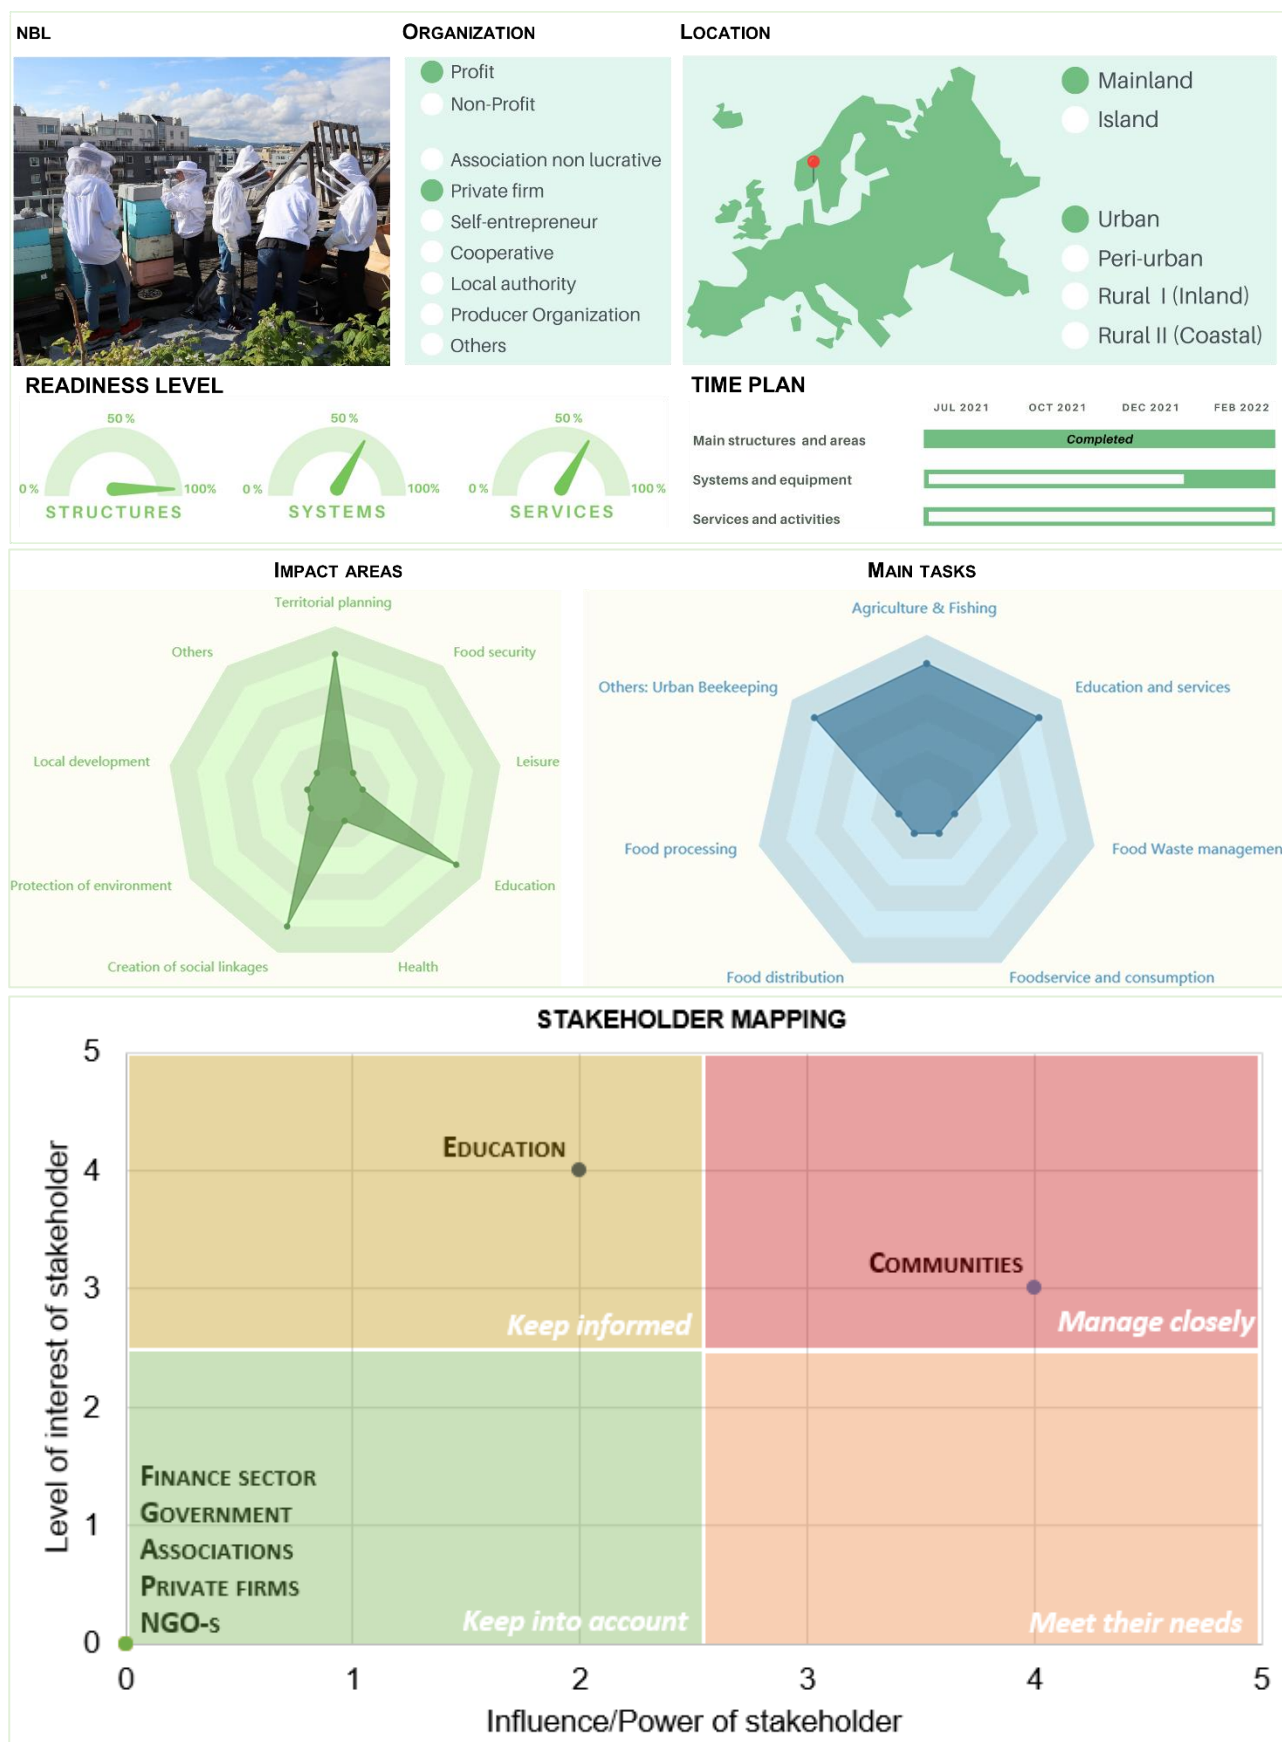 NBL
ORGANIZATION
LOCATION
Profit
Non-Profit
Association non lucrative
Private firm
Self-entrepreneur
Cooperative
Local authority
Producer Organization
Others
Mainland
Island
Urban
Peri-urban
Rural I (Inland)
Rural II (Coastal)
READINESS LEVEL
50 %
0 %
100%
STRUCTURES
50 %
0 %
100%
SYSTEMS
50 %
0 %
100 %
SERVICES
TIME PLAN
JUL 2021 OCT 2021 DEC 2021 FEB 2022
Main structures and areas
Completed
Systems and equipment
Services and activities
IMPACT AREAS
Territorial planning
Others
Food security
Local development
Leisure
Protection of environment
Education
Creation of social linkages
Health
MAIN TASKS
Agriculture & Fishing
Others: Urban Beekeeping
Education and services
Food processing
Food Waste managemen
Food distribution
Foodservice and consumption
STAKEHOLDER MAPPING
Level of interest of stakeholder
5
4
3
2
1
0
EDUCATION
COMMUNITIES
Keep informed
Manage closely
FINANCE SECTOR
GOVERNMENT
ASSOCIATIONS
PRIVATE FIRMS
NGO-S
Keep into account
Meet their needs
0 1 2 3 4 5
Influence/Power of stakeholder